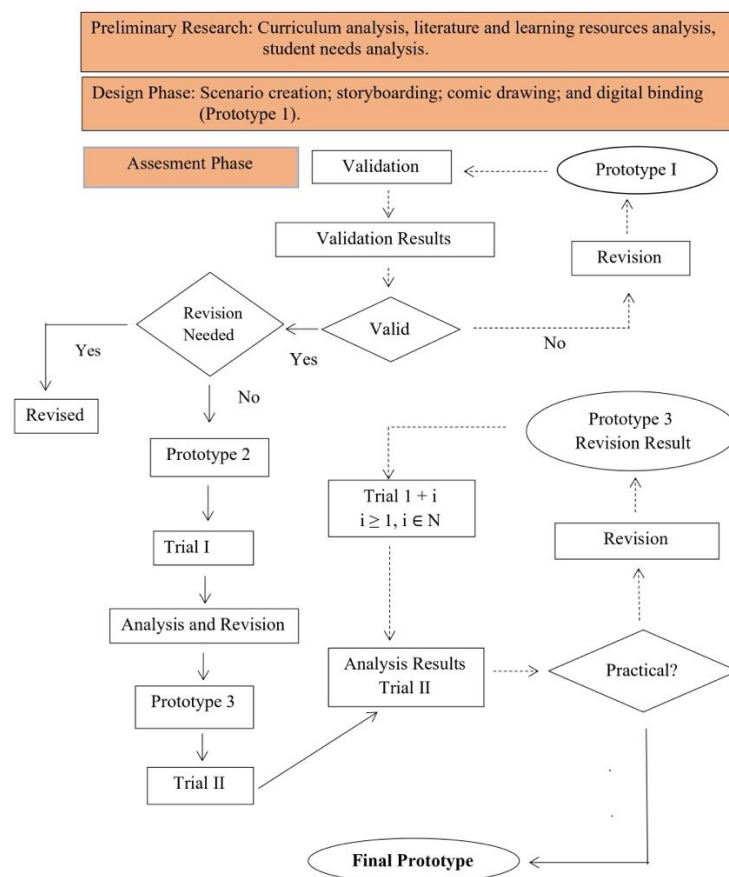 Preliminary Research: Curriculum analysis, literature and learning resources analysis,
student needs analysis.
Design Phase: Scenario creation; storyboarding; comic drawing; and digital binding
(Prototype 1).
Assesment Phase
Validation
Prototype I
Validation Results
Revision
Revision
Needed
Valid
Yes
Yes
No
No
Revised
Prototype 2
Prototype 3
Revision Result
Trial 1 + i
i ≥ 1, i ∈ N
Trial I
Revision
Analysis and Revision
Analysis Results
Trial II
Practical?
Prototype 3
Trial II
Final Prototype